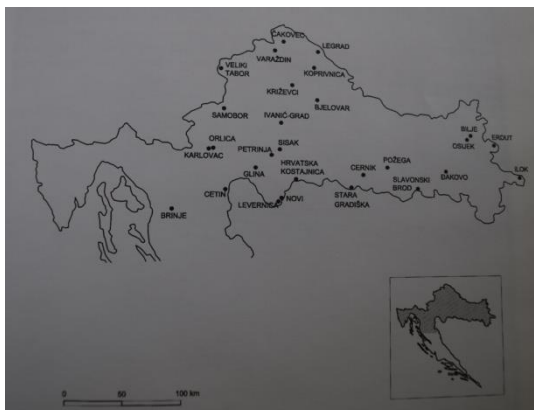 ČAKOVEC
LEGRAD
VARAŽDIN
VELIKI
TABOR
KOPRIVNICA
KRIŽEVCI
BJELOVAR
SAMOBOR
IVANIĆ-GRAD
BILJE
ERDUT
OSIJEK
ORLICA
KARLOVAC
PETRINJA
SISAK
HRVATSKA
KOSTAJNICA
GLINA
CERNIK
POŽEGA
SLAVONSKI
BROD
ĐAKOVO
ILOK
CETIN
LEVERNICA
NOVI
STARA
GRADIŠKA
BRINJE
0 50 100 km